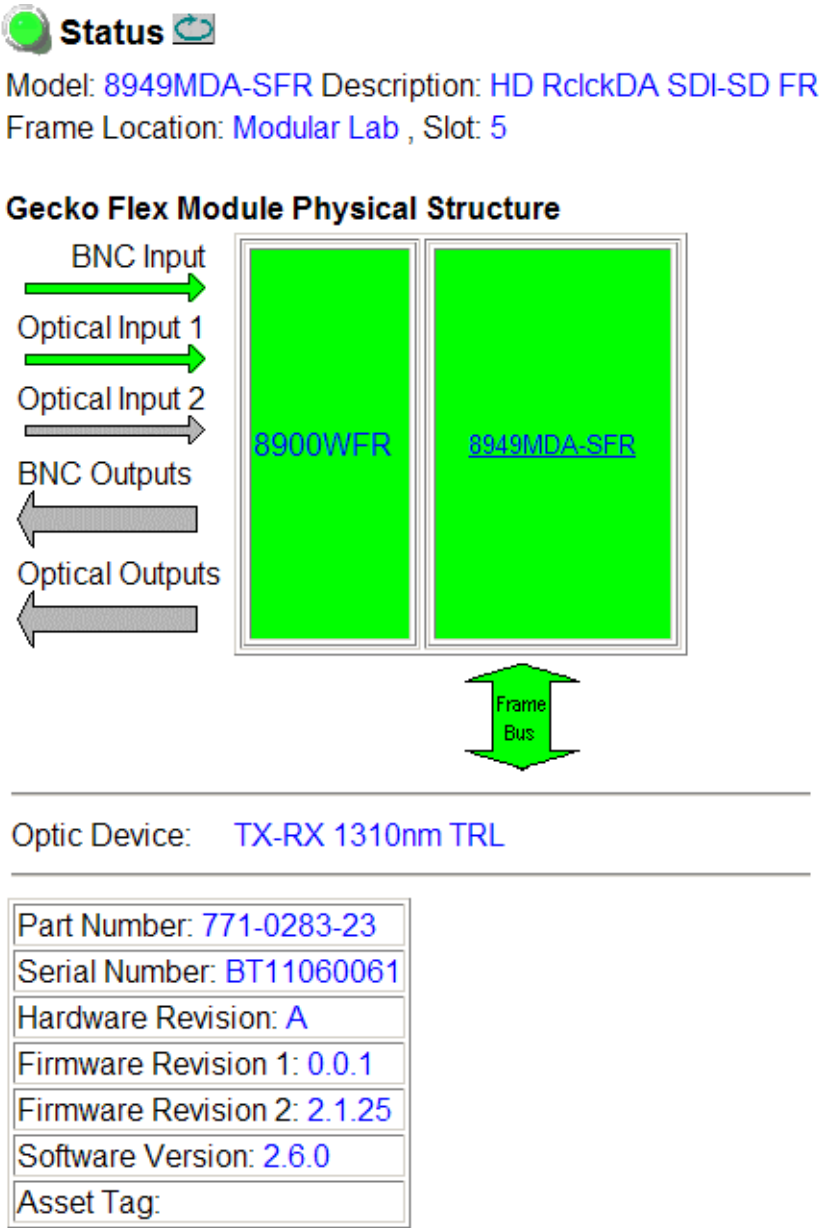 Status
Model: 8949MDA-SFR Description: HD RclckDA SDI-SD FR
Frame Location: Modular Lab , Slot: 5
Gecko Flex Module Physical Structure
BNC Input
Optical Input 1
Optical Input 2
BNC Outputs
Optical Outputs
8900WFR
8949MDA-SFR
Frame
Bus
Optic Device: TX-RX 1310nm TRL
Part Number: 771-0283-23
Serial Number: BT11060061
Hardware Revision: A
Firmware Revision 1: 0.0.1
Firmware Revision 2: 2.1.25
Software Version: 2.6.0
Asset Tag: